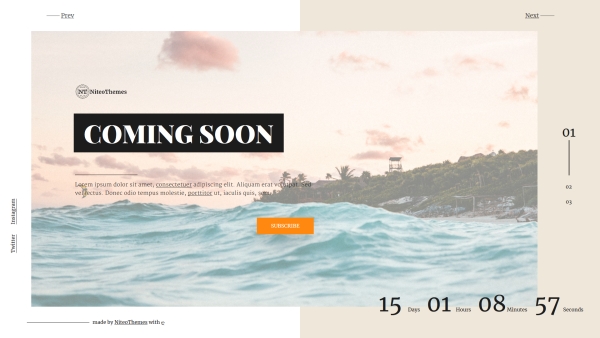 Prev
Next
NT NiteoThemes
COMING SOON
Lorem ipsum dolor sit amet, consectetuer adipiscing elit. Aliquam erat volutpat. Sed
vel lectus. Donec odio tempus molestie, porttitor ut, iaculis quis, sem.
SUBSCRIBE
01
02
03
Instagram
Twitter
15 Days 01 Hours 08 Minutes 57 Seconds
made by NiteoThemes with